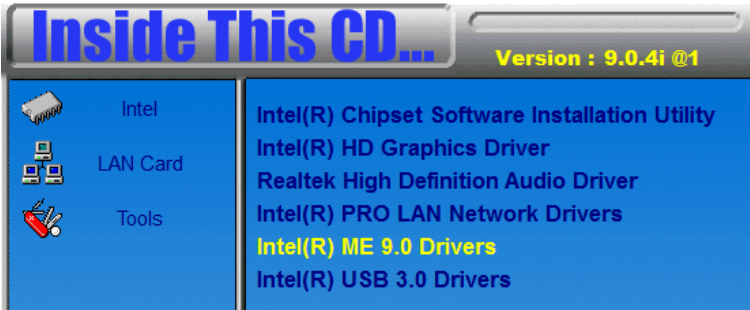 Inside This CD...
Version : 9.0.4i @1
Intel
LAN Card
Tools
Intel(R) Chipset Software Installation Utility
Intel(R) HD Graphics Driver
Realtek High Definition Audio Driver
Intel(R) PRO LAN Network Drivers
Intel(R) ME 9.0 Drivers
Intel(R) USB 3.0 Drivers